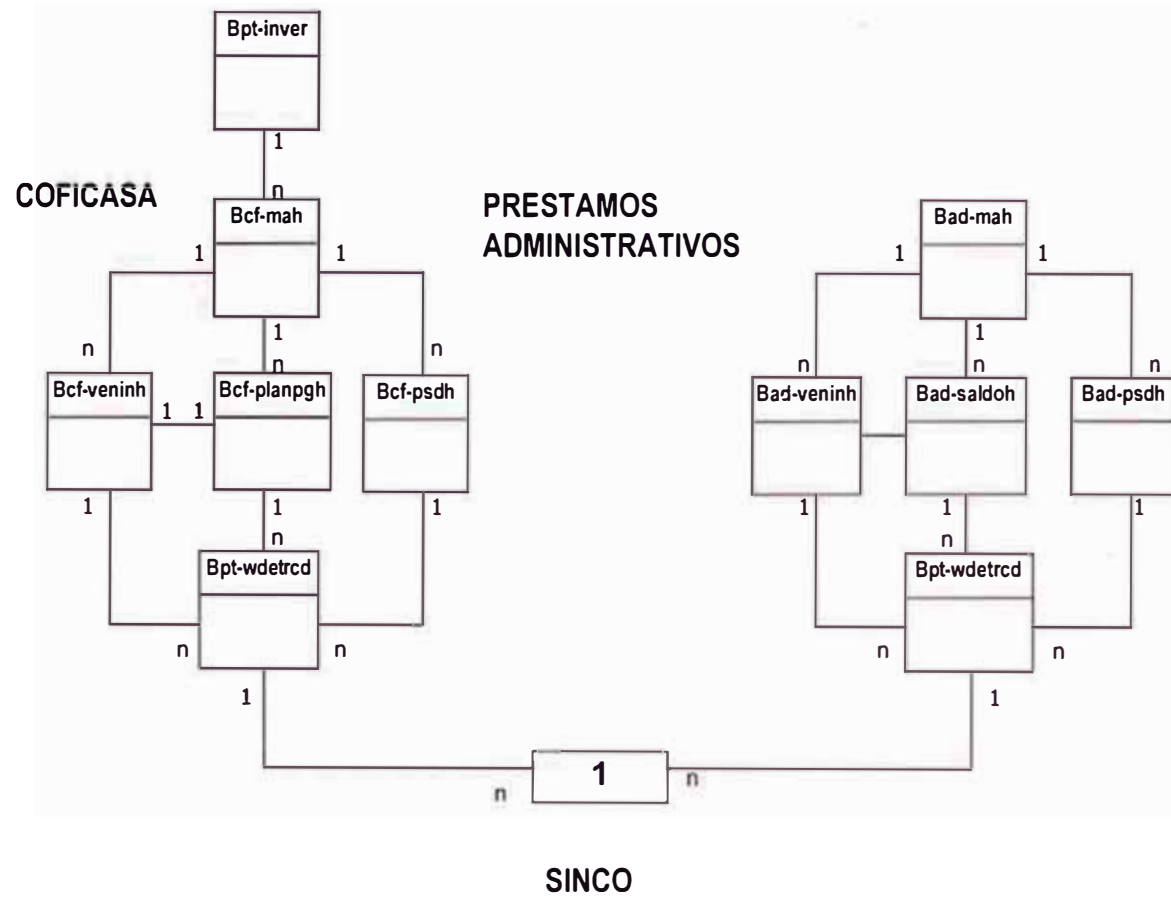 Bpt-inver
1
n
COFICASA
Bcf-mah
PRESTAMOS
ADMINISTRATIVOS
Bad-mah
1 1
1 1
1
1
n n
n
n n
n
Bcf-veninh Bcf-planpgh Bcf-psdh
Bad-veninh Bad-saldoh Bad-psdh
1 1
1 1 1
1 1 1
n
n
Bpt-wdetrcd
Bpt-wdetrcd
n n
n n
1
1
n 1 n
SINCO